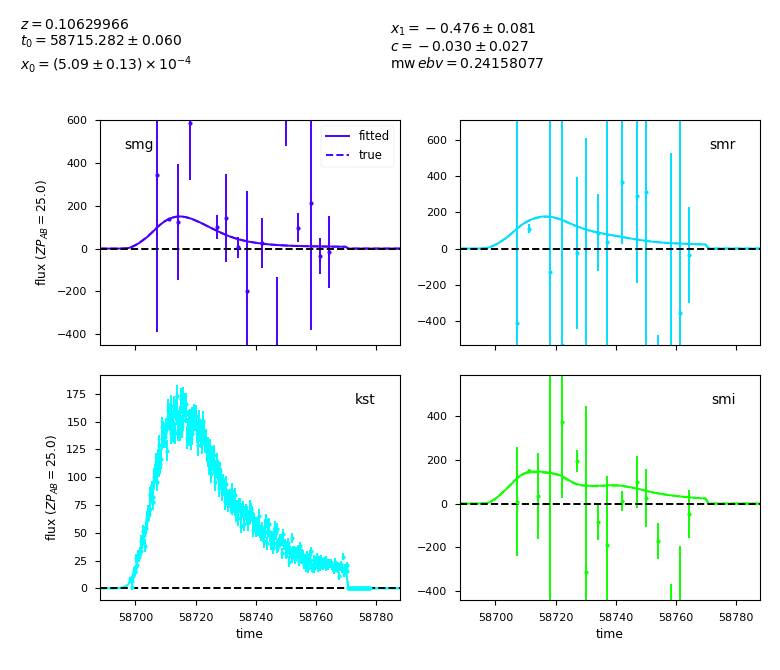 z = 0.10629966
t₀ = 58715.282 ± 0.060
x₀ = (5.09 ± 0.13) × 10⁻⁴
x₁ = −0.476 ± 0.081
c = −0.030 ± 0.027
mw ebv = 0.24158077
smg
fitted
true
600
400
200
0
−200
−400
flux (ZP_AB = 25.0)
smr
600
400
200
0
−200
−400
kst
175
150
125
100
75
50
25
0
flux (ZP_AB = 25.0)
58700 58720 58740 58760 58780
time
smi
400
200
0
−200
−400
58700 58720 58740 58760 58780
time